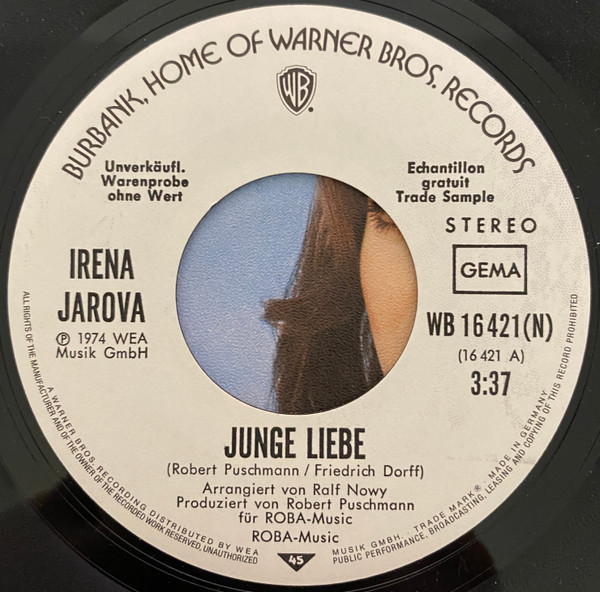 BURBANK, HOME OF WARNER BROS. RECORDS
WB
Unverkäufl.
Warenprobe
ohne Wert
Echantillon
gratuit
Trade Sample
STEREO
GEMA
IRENA
JAROVA
℗ 1974 WEA
Musik GmbH
WB 16 421(N)
(16 421 A)
3:37
JUNGE LIEBE
(Robert Puschmann / Friedrich Dorff)
Arrangiert von Ralf Nowy
Produziert von Robert Puschmann
für ROBA-Music
ROBA-Music
45
ALL RIGHTS OF THE MANUFACTURER AND OF THE OWNER OF THE RECORDED WORK RESERVED, UNAUTHORIZED
PUBLIC PERFORMANCE, BROADCASTING, LEASING AND COPYING OF THIS RECORD PROHIBITED
A WARNER BROS. RECORDING DISTRIBUTED BY WEA
MUSIK GMBH. . TRADE MARK® . MADE IN GERMANY